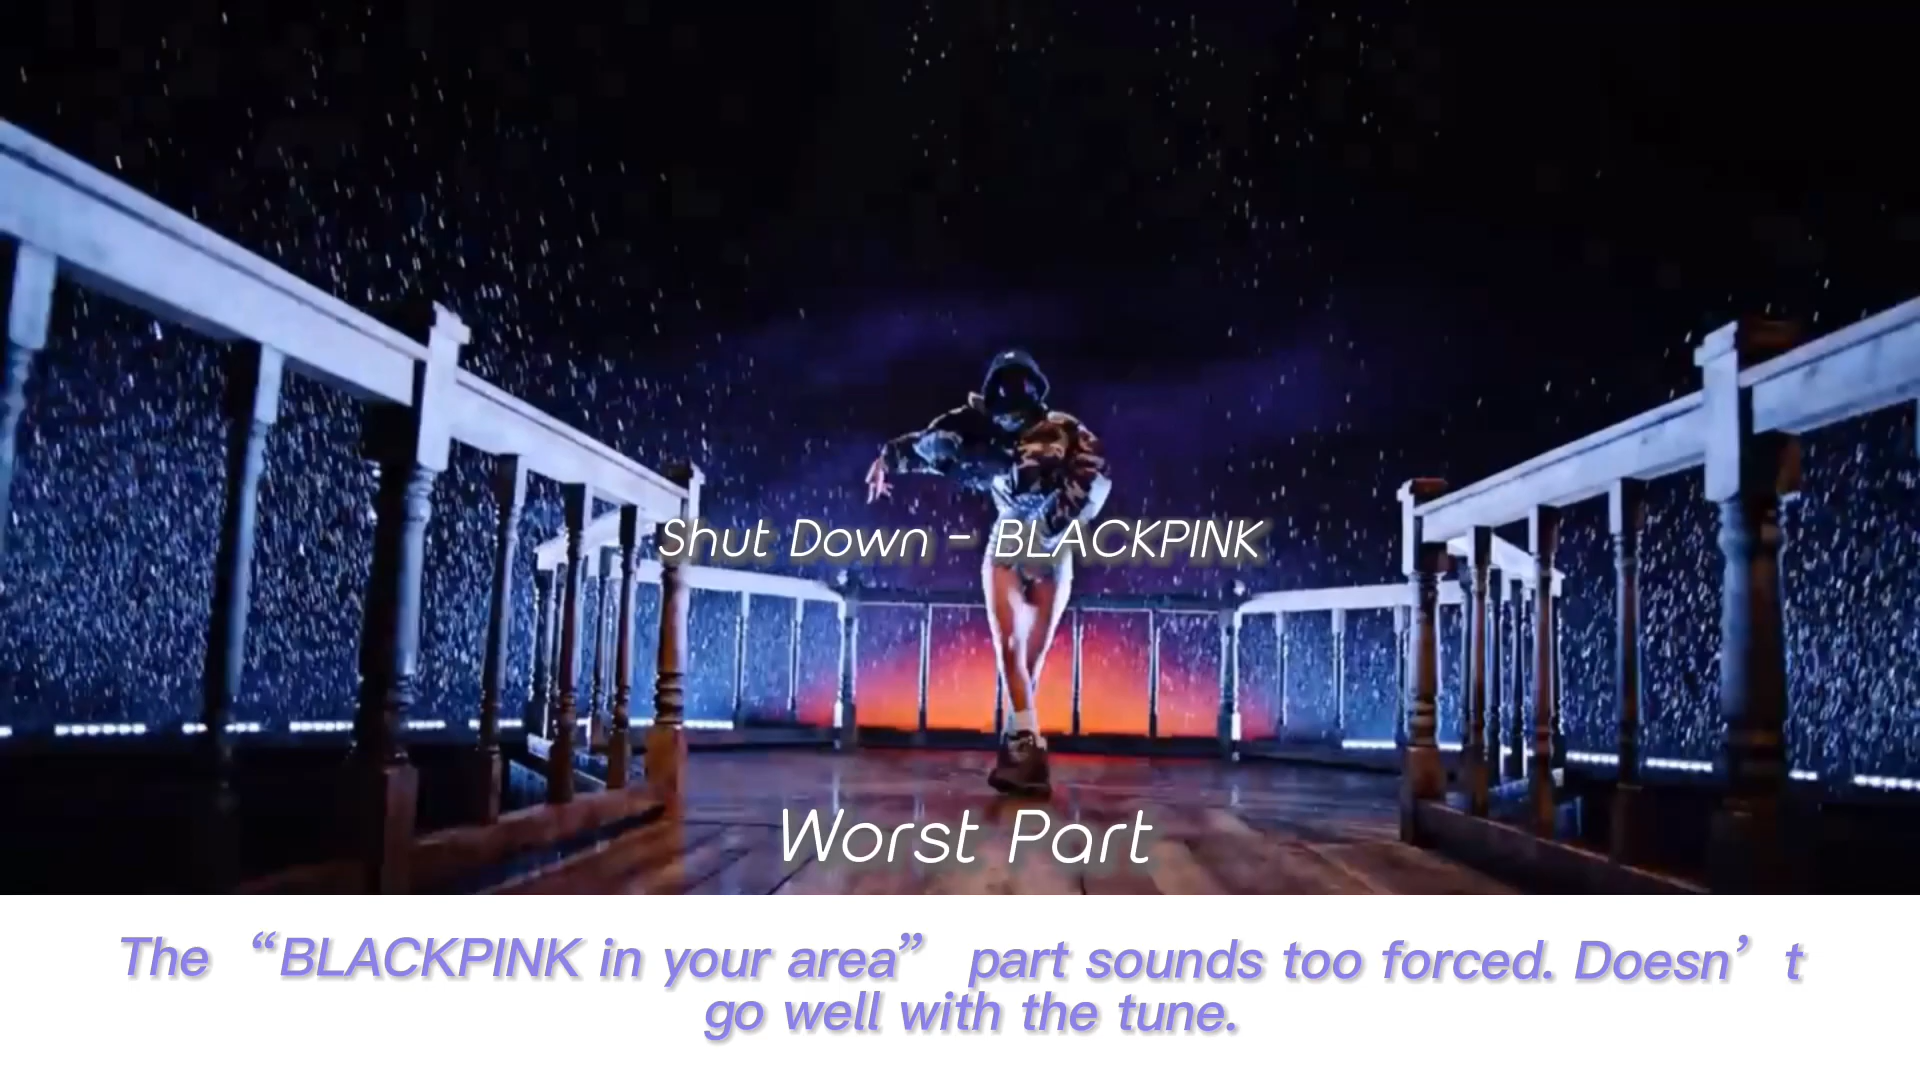 Shut Down - BLACKPINK
Worst Part
The “BLACKPINK in your area” part sounds too forced. Doesn’t
go well with the tune.